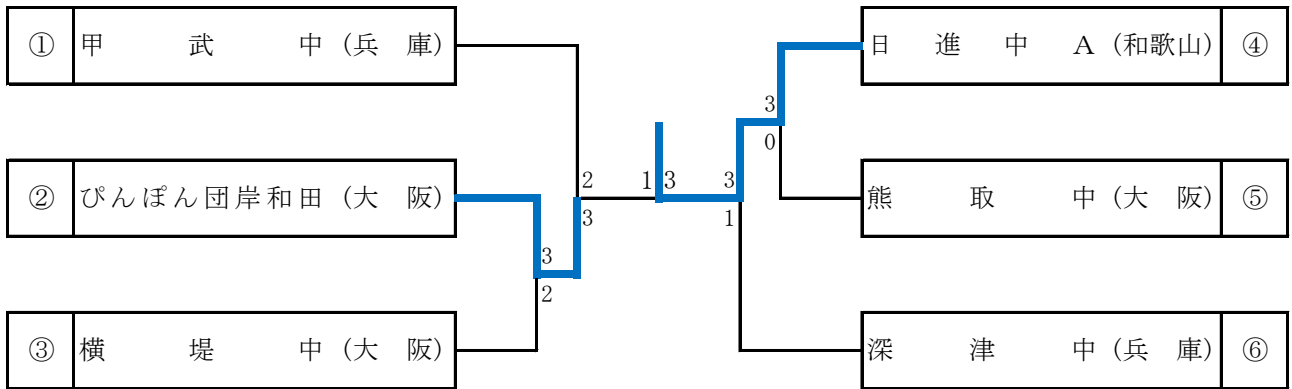 ① 甲武中(兵庫)
日進中A(和歌山) ④
3
0
② ぴんぽん団岸和田(大阪)
2
3
1 3
3
1
熊取中(大阪) ⑤
3
2
③ 横堤中(大阪)
深津中(兵庫) ⑥